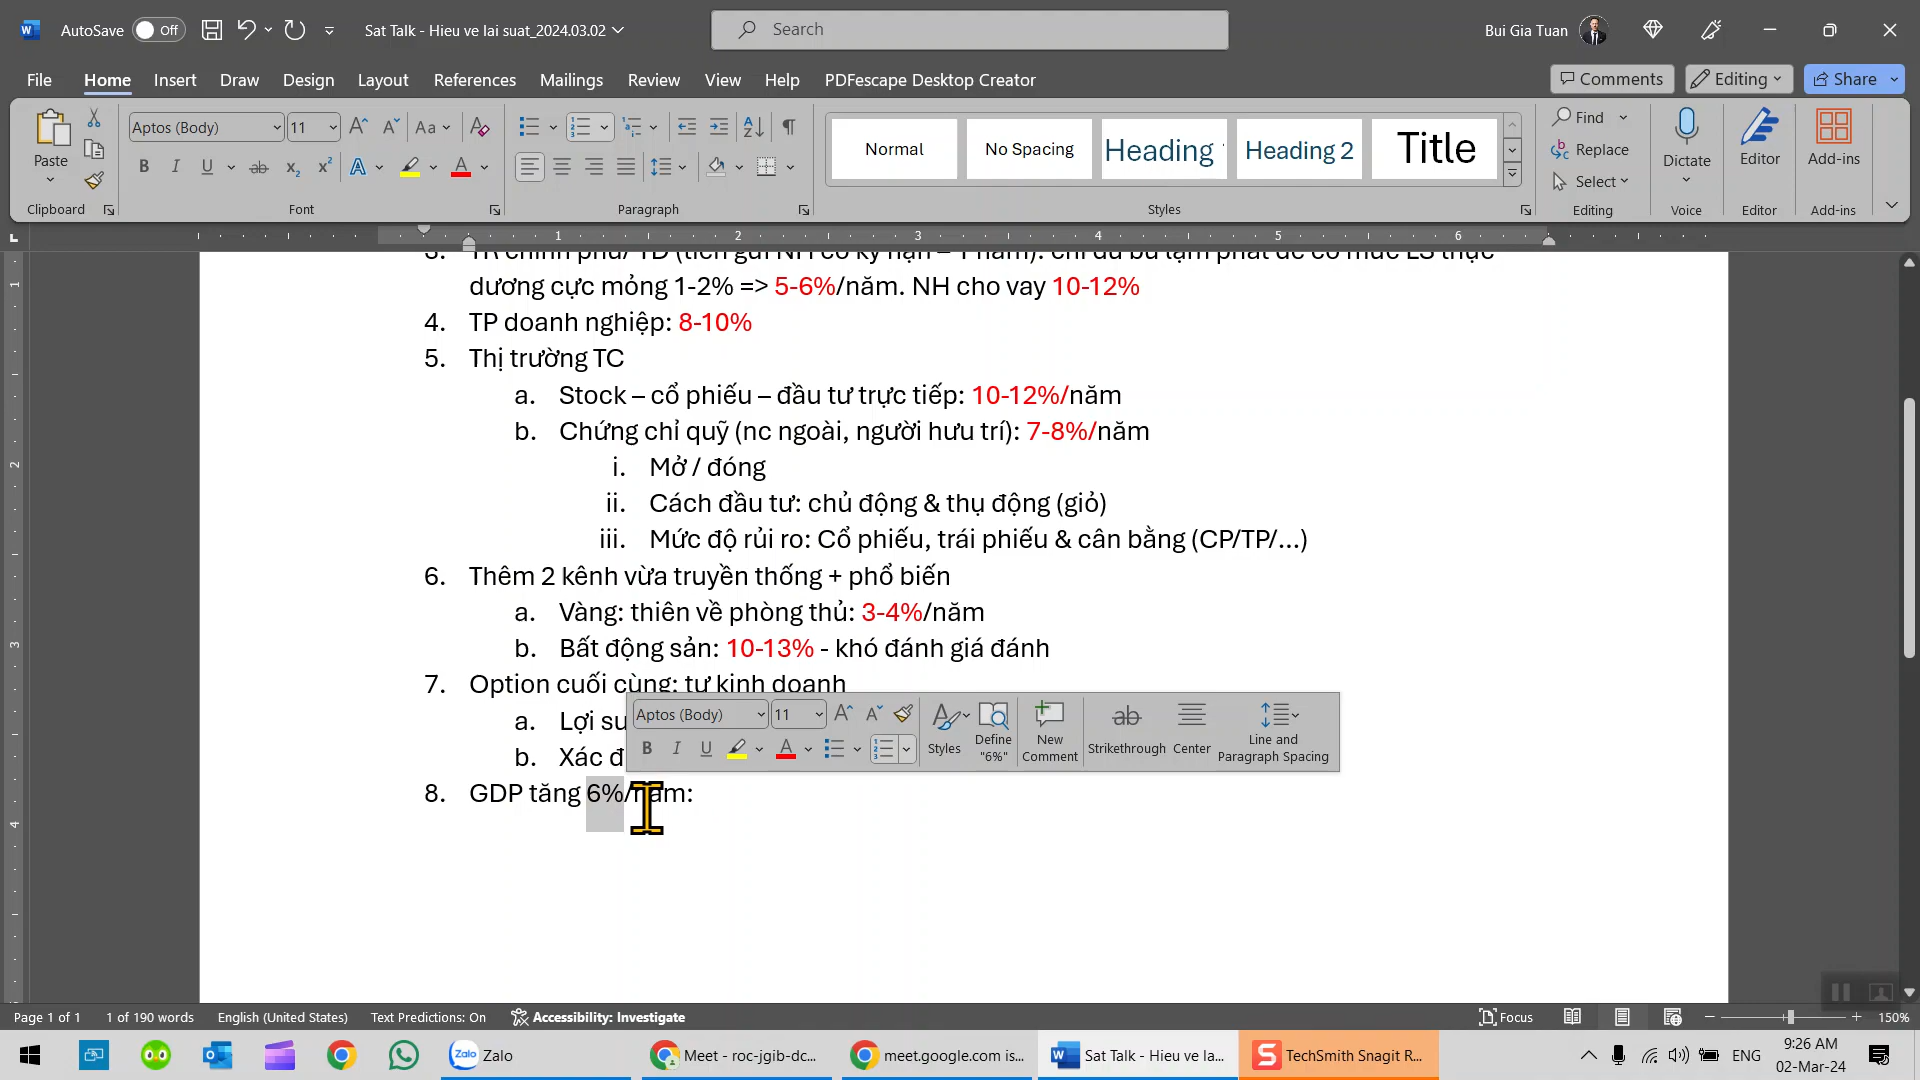 AutoSave Off Sat Talk - Hieu ve lai suat_2024.03.02 Search Bui Gia Tuan
File Home Insert Draw Design Layout References Mailings Review View Help PDFescape Desktop Creator Comments Editing Share
Paste Aptos (Body) 11 Aa Normal No Spacing Heading Heading 2 Title Find Replace Select Dictate Editor Add-ins
Clipboard Font Paragraph Styles Editing Voice Editor Add-ins
1 2 3 4 5 6
dương cực mỏng 1-2% => 5-6%/năm. NH cho vay 10-12%
4. TP doanh nghiệp: 8-10%
5. Thị trường TC
a. Stock – cổ phiếu – đầu tư trực tiếp: 10-12%/năm
b. Chứng chỉ quỹ (nc ngoài, người hưu trí): 7-8%/năm
i. Mở / đóng
ii. Cách đầu tư: chủ động & thụ động (giỏ)
iii. Mức độ rủi ro: Cổ phiếu, trái phiếu & cân bằng (CP/TP/...)
6. Thêm 2 kênh vừa truyền thống + phổ biến
a. Vàng: thiên về phòng thủ: 3-4%/năm
b. Bất động sản: 10-13% - khó đánh giá đánh
7. Option cuối cùng: tự kinh doanh
a. Lợi su
b. Xác đ
Aptos (Body) 11 Styles Define "6%" New Comment Strikethrough Center Line and Paragraph Spacing
8. GDP tăng 6%/năm:
Page 1 of 1 1 of 190 words English (United States) Text Predictions: On Accessibility: Investigate Focus 150%
Zalo Meet - roc-jgib-dc... meet.google.com is... Sat Talk - Hieu ve la... TechSmith Snagit R... ENG 9:26 AM
02-Mar-24